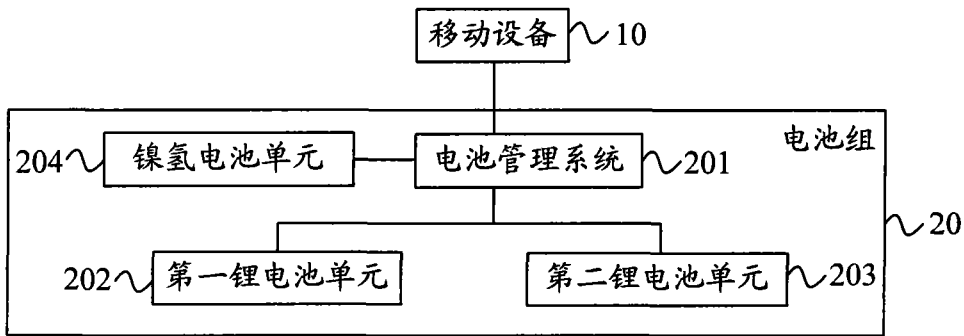 移动设备 10
电池组
204 镍氢电池单元 电池管理系统 201
20
202 第一锂电池单元 第二锂电池单元 203